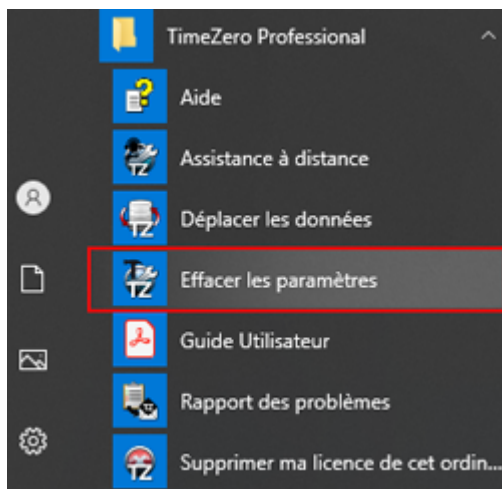 TimeZero Professional
Aide
Assistance à distance
Déplacer les données
Effacer les paramètres
Guide Utilisateur
Rapport des problèmes
Supprimer ma licence de cet ordin...